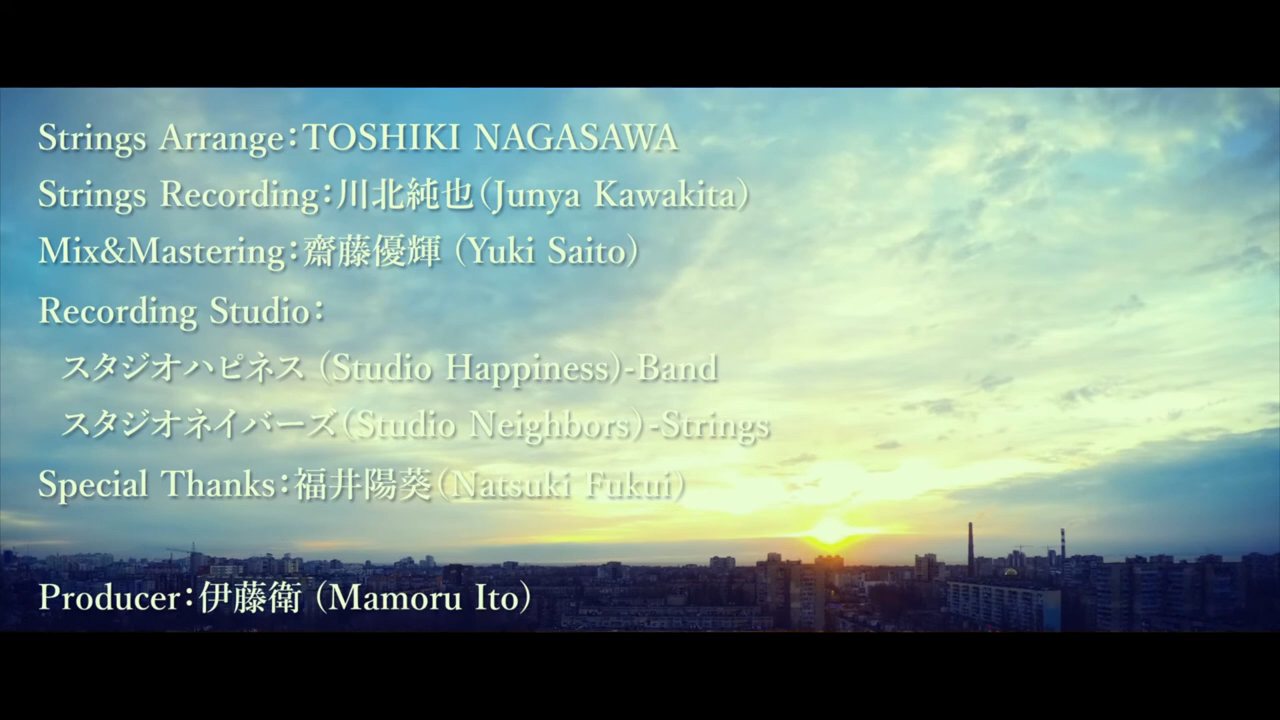 Strings Arrange：TOSHIKI NAGASAWA
Strings Recording：川北純也（Junya Kawakita）
Mix&Mastering：齋藤優輝 （Yuki Saito）
Recording Studio：
スタジオハピネス （Studio Happiness）-Band
スタジオネイバーズ（Studio Neighbors）-Strings
Special Thanks：福井陽葵（Natsuki Fukui）
Producer：伊藤衛 （Mamoru Ito）